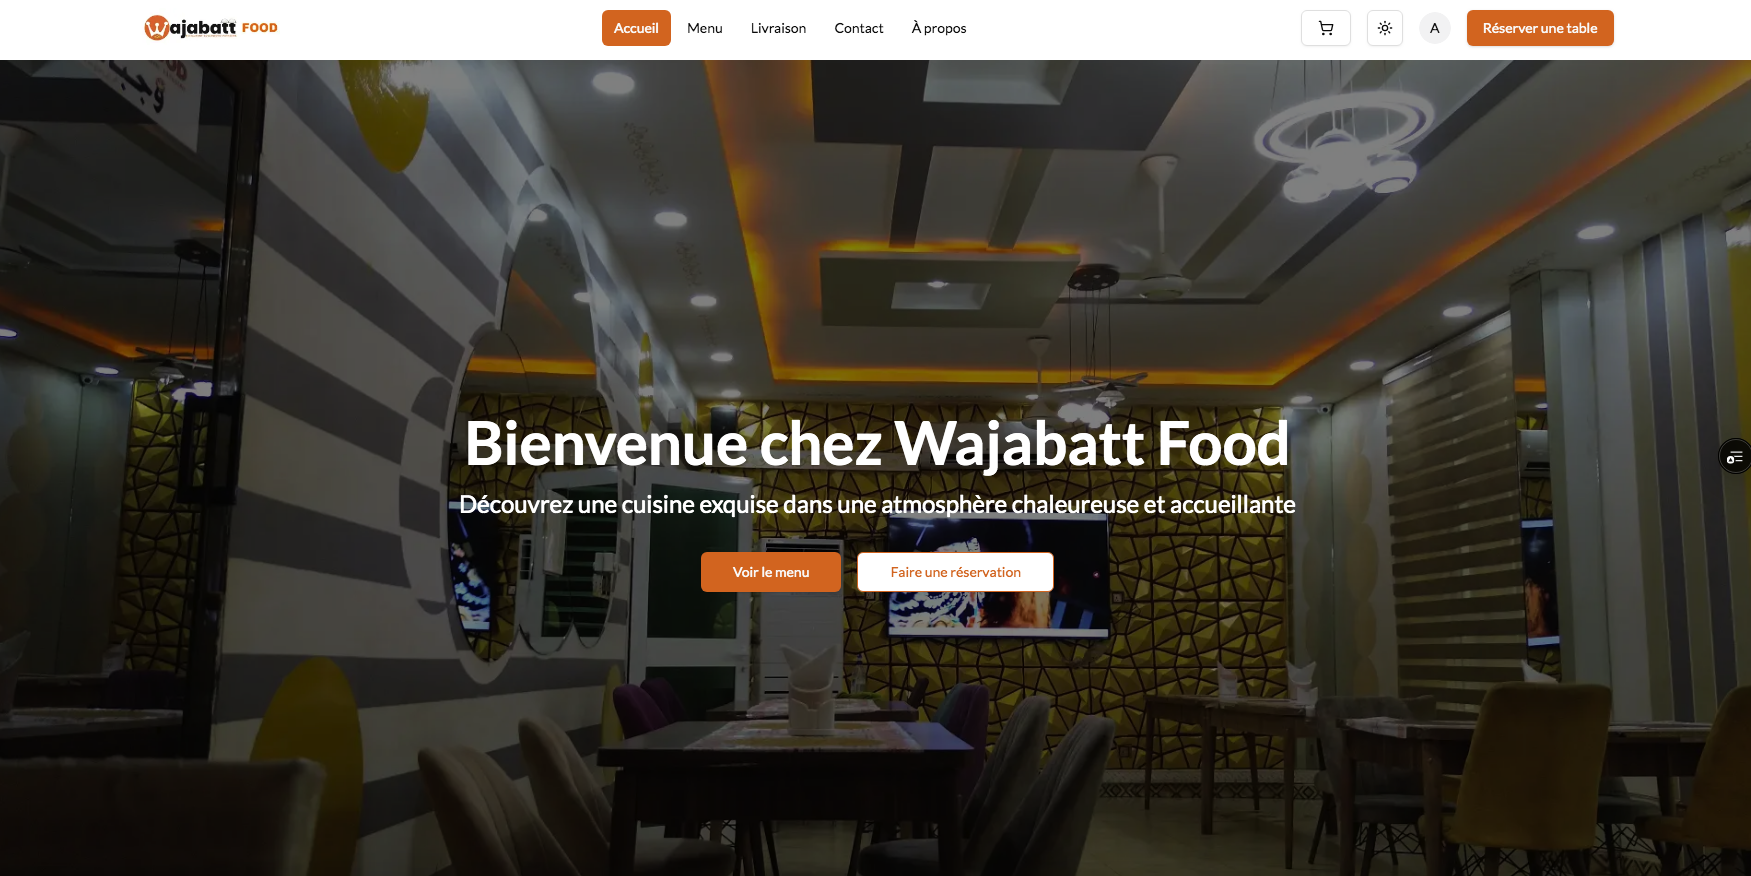 Wajabatt FOOD
Accueil
Menu
Livraison
Contact
À propos
A
Réserver une table
OOD
Bienvenue chez Wajabatt Food
Découvrez une cuisine exquise dans une atmosphère chaleureuse et accueillante
Voir le menu
Faire une réservation